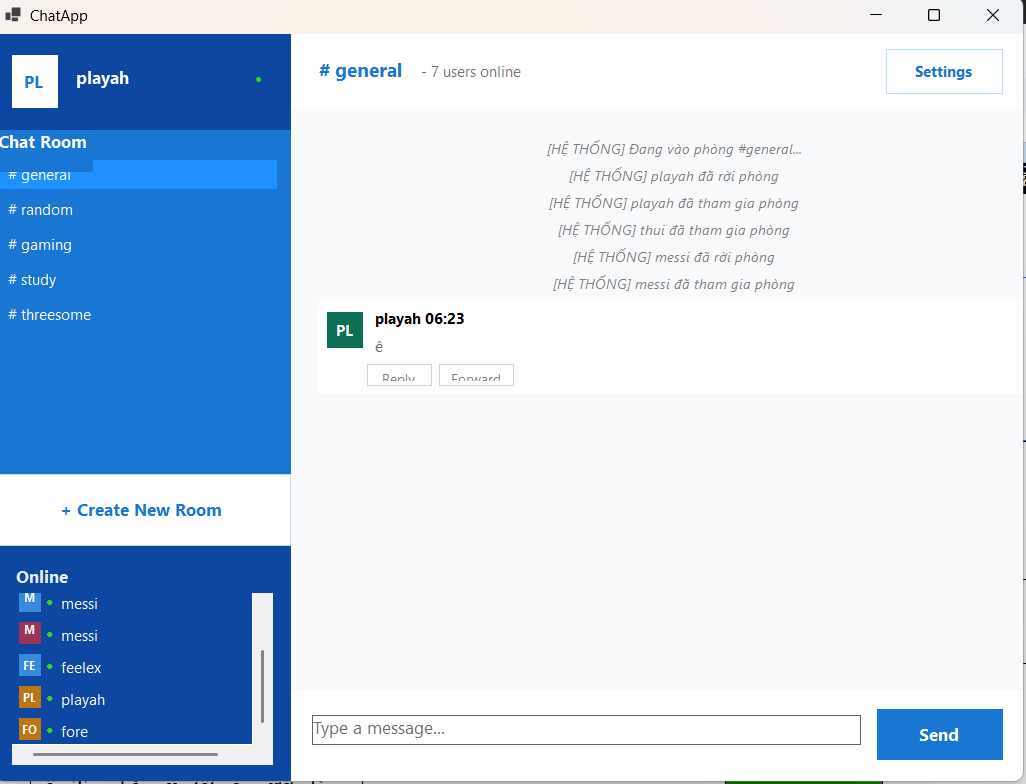 ChatApp
PL
playah
# general
- 7 users online
Settings
Chat Room
# general
# random
# gaming
# study
# threesome
[HỆ THỐNG] Đang vào phòng #general...
[HỆ THỐNG] playah đã rời phòng
[HỆ THỐNG] playah đã tham gia phòng
[HỆ THỐNG] thui đã tham gia phòng
[HỆ THỐNG] messi đã rời phòng
[HỆ THỐNG] messi đã tham gia phòng
PL
playah 06:23
ê
Reply
Forward
+ Create New Room
Online
M
messi
M
messi
FE
feelex
PL
playah
FO
fore
Type a message...
Send